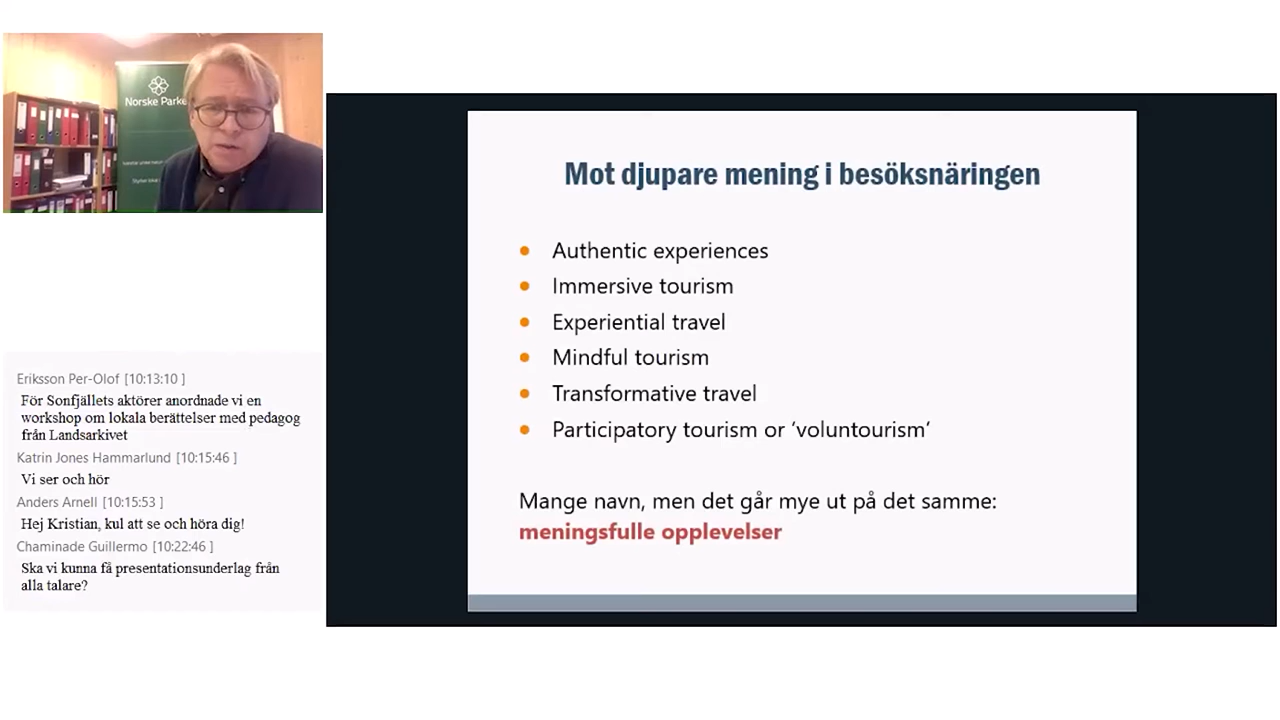 Norske Parke
Mot djupare mening i besöksnäringen
Authentic experiences
Immersive tourism
Experiential travel
Mindful tourism
Transformative travel
Participatory tourism or ‘voluntourism’
Mange navn, men det går mye ut på det samme:
meningsfulle opplevelser
Eriksson Per-Olof [10:13:10 ]
För Sonfjällets aktörer anordnade vi en
workshop om lokala berättelser med pedagog
från Landsarkivet
Katrin Jones Hammarlund [10:15:46 ]
Vi ser och hör
Anders Arnell [10:15:53 ]
Hej Kristian, kul att se och höra dig!
Chaminade Guillermo [10:22:46 ]
Ska vi kunna få presentationsunderlag från
alla talare?